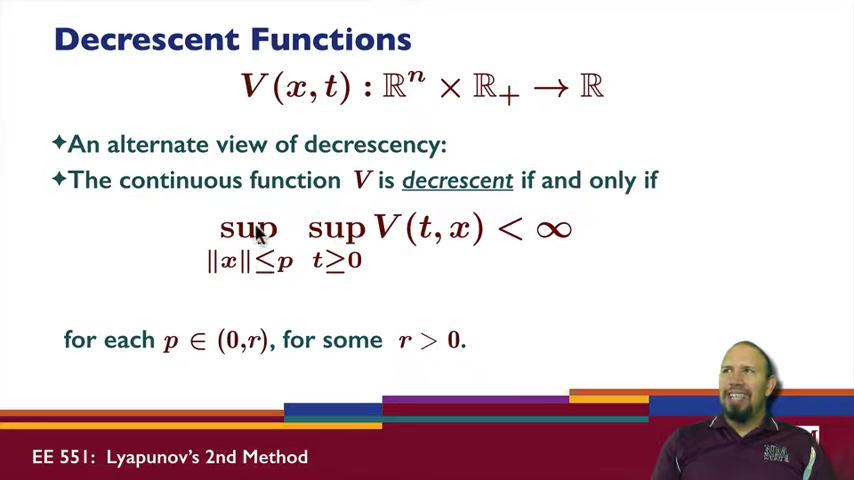 Decrescent Functions
V(x, t) : ℝⁿ × ℝ₊ → ℝ
✦An alternate view of decrescency:
✦The continuous function V is decrescent if and only if
sup sup V(t, x) < ∞
‖x‖≤p t≥0
for each p ∈ (0,r), for some r > 0.
EE 551: Lyapunov's 2nd Method